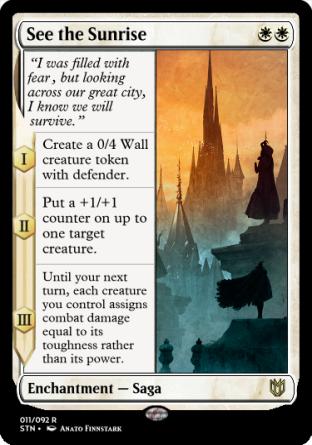 See the Sunrise
“I was filled with
fear, but looking
across our great city,
I know we will
survive.”
I
Create a 0/4 Wall
creature token
with defender.
II
Put a +1/+1
counter on up to
one target
creature.
III
Until your next
turn, each creature
you control assigns
combat damage
equal to its
toughness rather
than its power.
Enchantment — Saga
011/092 R
STN • Anato Finnstark